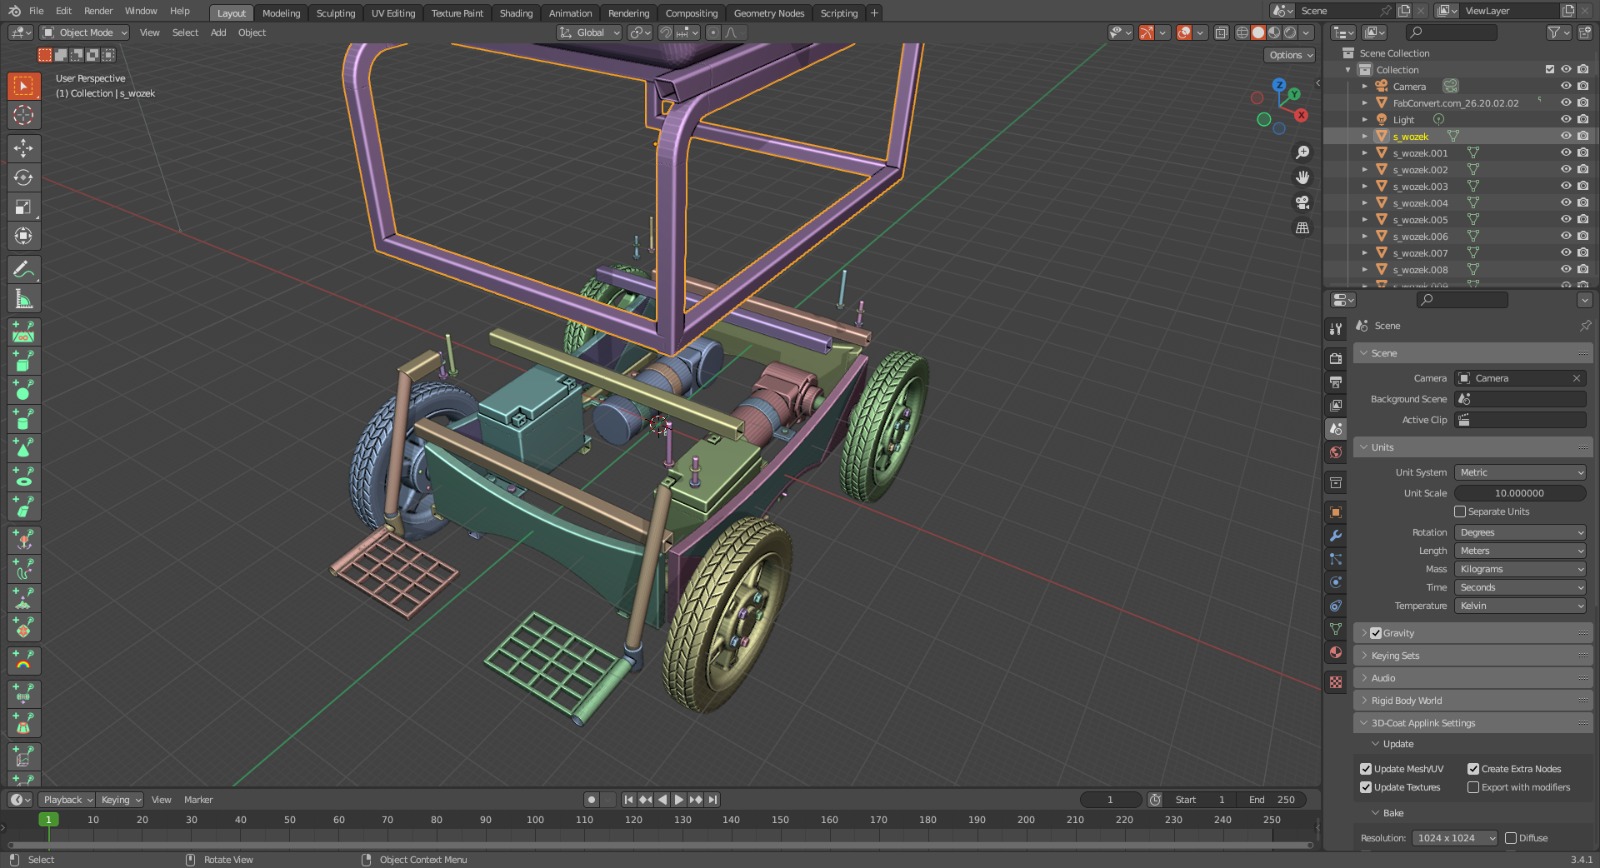 File Edit Render Window Help Layout Modeling Sculpting UV Editing Texture Paint Shading Animation Rendering Compositing Geometry Nodes Scripting + Scene ViewLayer
Object Mode View Select Add Object Global
Options
User Perspective
(1) Collection | s_wozek
Z
Y
X
Scene Collection
Collection
Camera
FabConvert.com_26.20.02.02
Light
s_wozek
s_wozek.001
s_wozek.002
s_wozek.003
s_wozek.004
s_wozek.005
s_wozek.006
s_wozek.007
s_wozek.008
s_wozek.009
Scene
Scene
Camera Camera
Background Scene
Active Clip
Units
Unit System Metric
Unit Scale 10.000000
Separate Units
Rotation Degrees
Length Meters
Mass Kilograms
Time Seconds
Temperature Kelvin
Gravity
Keying Sets
Audio
Rigid Body World
3D-Coat Applink Settings
Update
Update Mesh/UV Create Extra Nodes
Update Textures Export with modifiers
Bake
Resolution: 1024 x 1024 Diffuse
Playback Keying View Marker 1 Start 1 End 250
1 10 20 30 40 50 60 70 80 90 100 110 120 130 140 150 160 170 180 190 200 210 220 230 240 250
Select Rotate View Object Context Menu 3.4.1